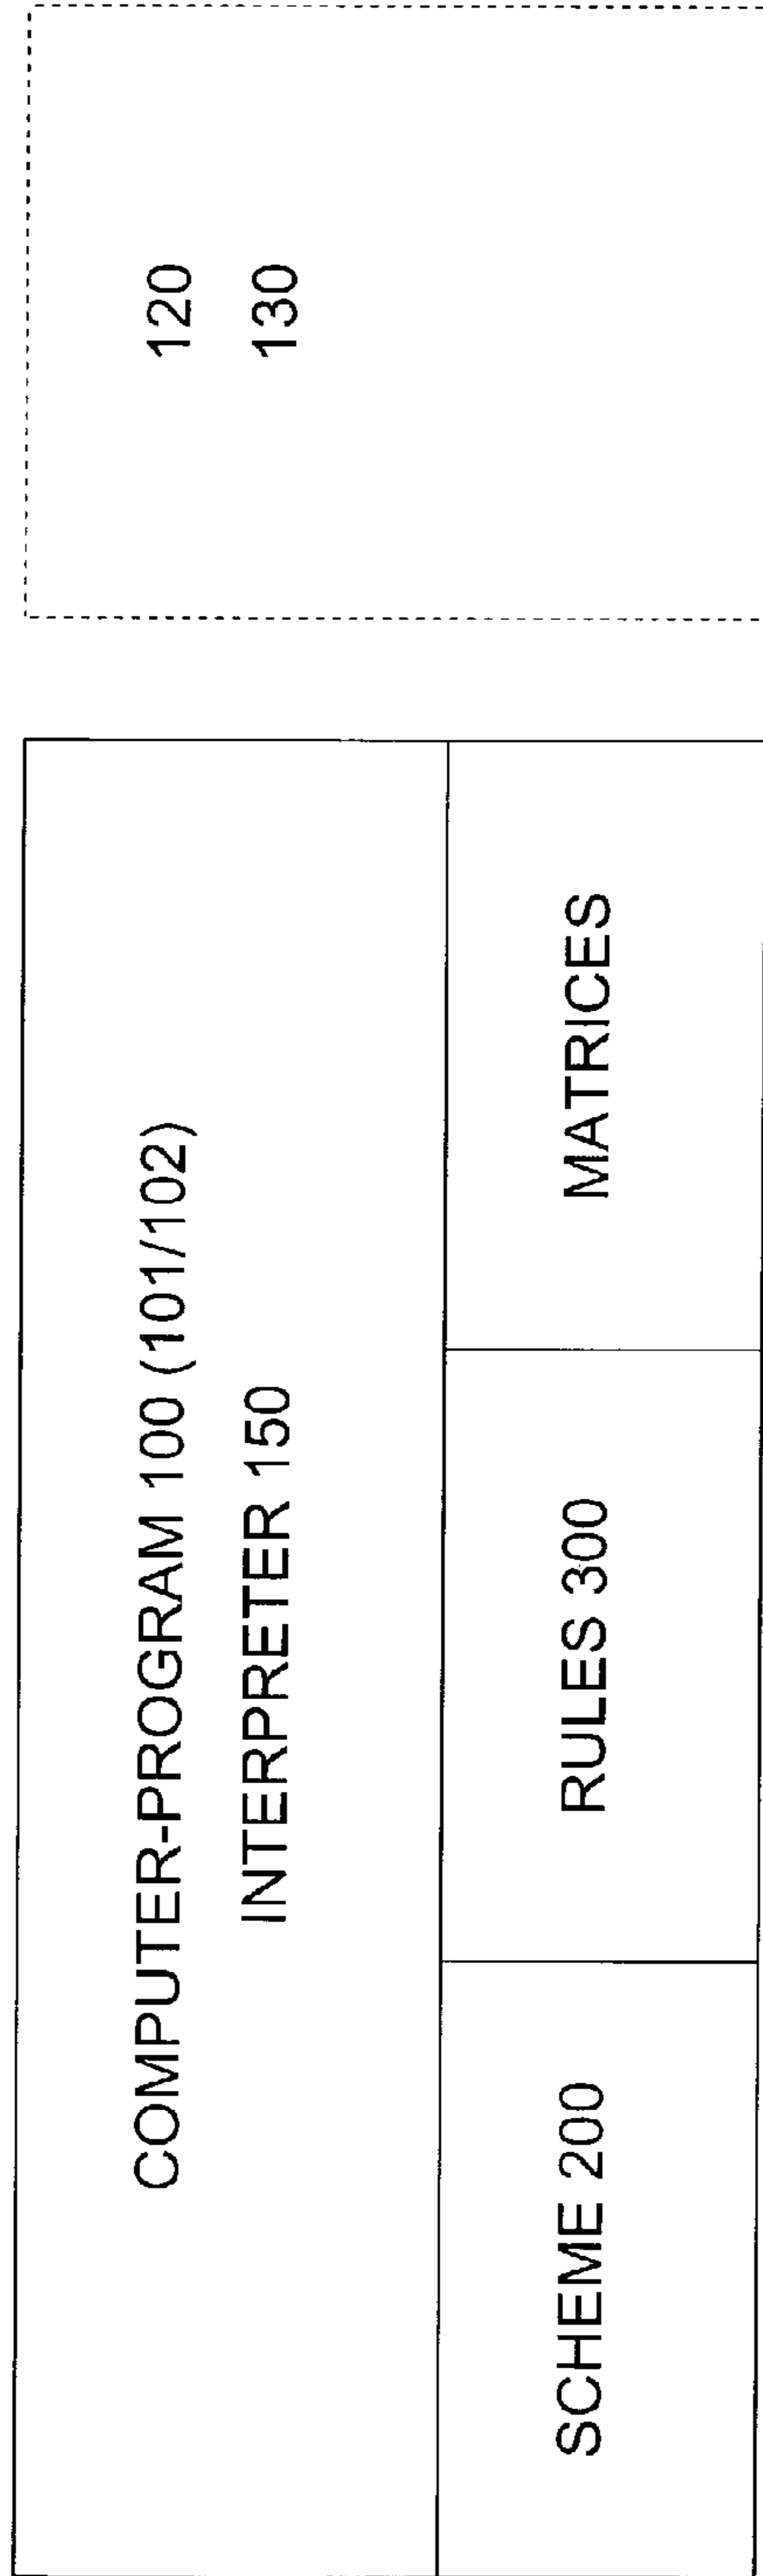 COMPUTER-PROGRAM 100 (101/102)
INTERPRETER 150
SCHEME 200
RULES 300
MATRICES
120
130